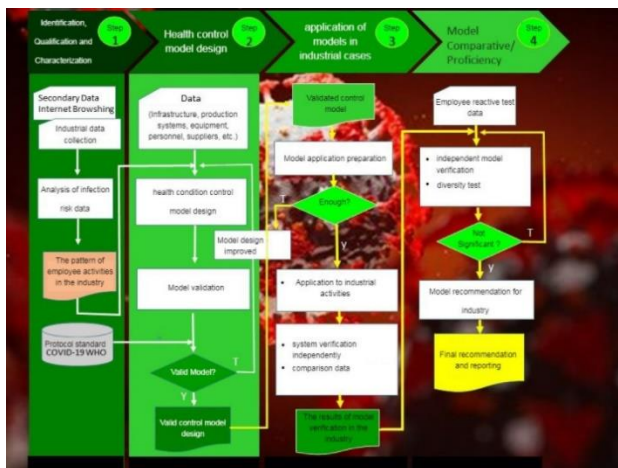 Identification,
Qualification and
Characterization
Step
1
Health control
model design
Step
2
application of
models in
industrial cases
Step
3
Model
Comparative/
Proficiency
Step
4
Secondary Data
Internet Browshing
Industrial data
collection
Analysis of infection
risk data
The pattern of
employee activities
in the industry
Protocol standard
COVID-19 WHO
Data
(Infrastructure, production
systems, equipment,
personnel, suppliers, etc.)
health condition control
model design
Model design
improved
Model validation
Valid Model?
T
Y
Valid control model
design
Validated control
model
Model application preparation
Enough?
T
y
Application to industrial
activities
• system verification
independently
• comparison data
The results of model
verification in the
industry
Employee reactive test
data
• independent model
verification
• diversity test
Not
Significant ?
T
y
Model recommendation for
industry
Final recommendation
and reporting